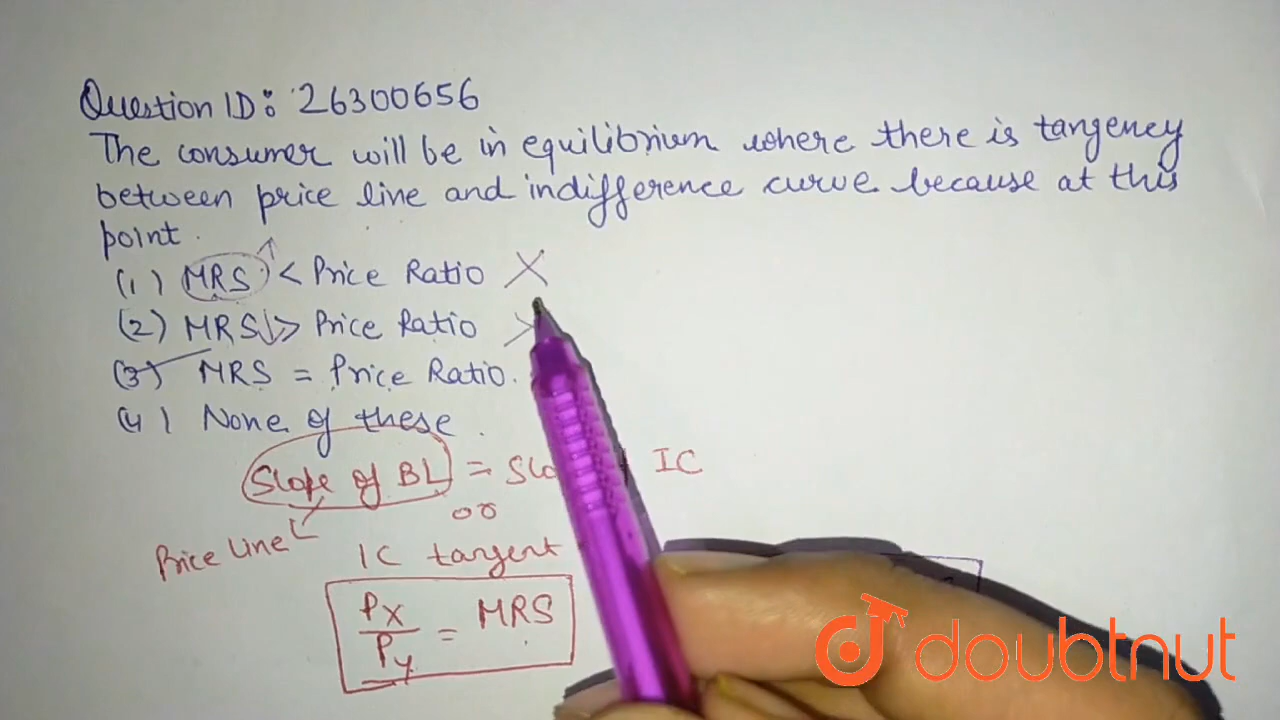 Question ID: 26300656
The consumer will be in equilibrium where there is tangency
between price line and indifference curve because at this
point.
(1) MRS < Price Ratio X
(2) MRS > Price Ratio
(3) MRS = Price Ratio.
(4) None of these.
Slope of BL = IC
or
Price Line
IC tangent
Px/Py = MRS
doubtnut